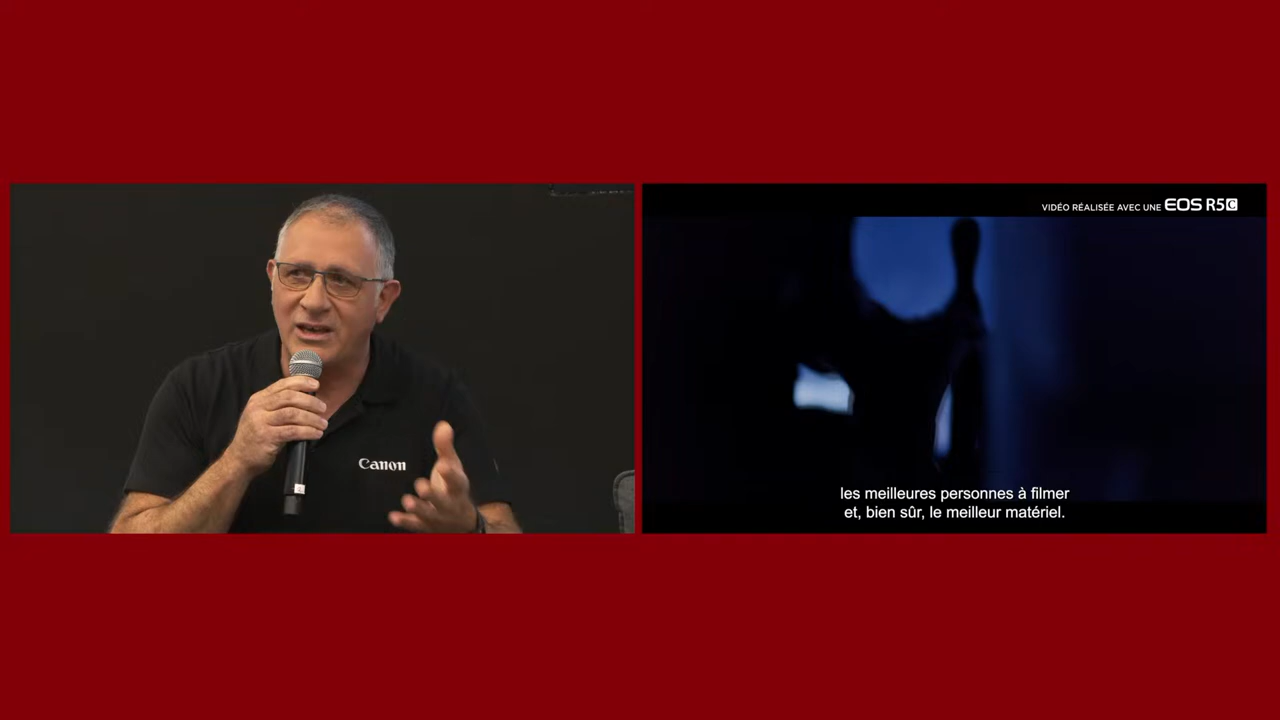 Canon
VIDÉO RÉALISÉE AVEC UNE EOS R5C
les meilleures personnes à filmer
et, bien sûr, le meilleur matériel.